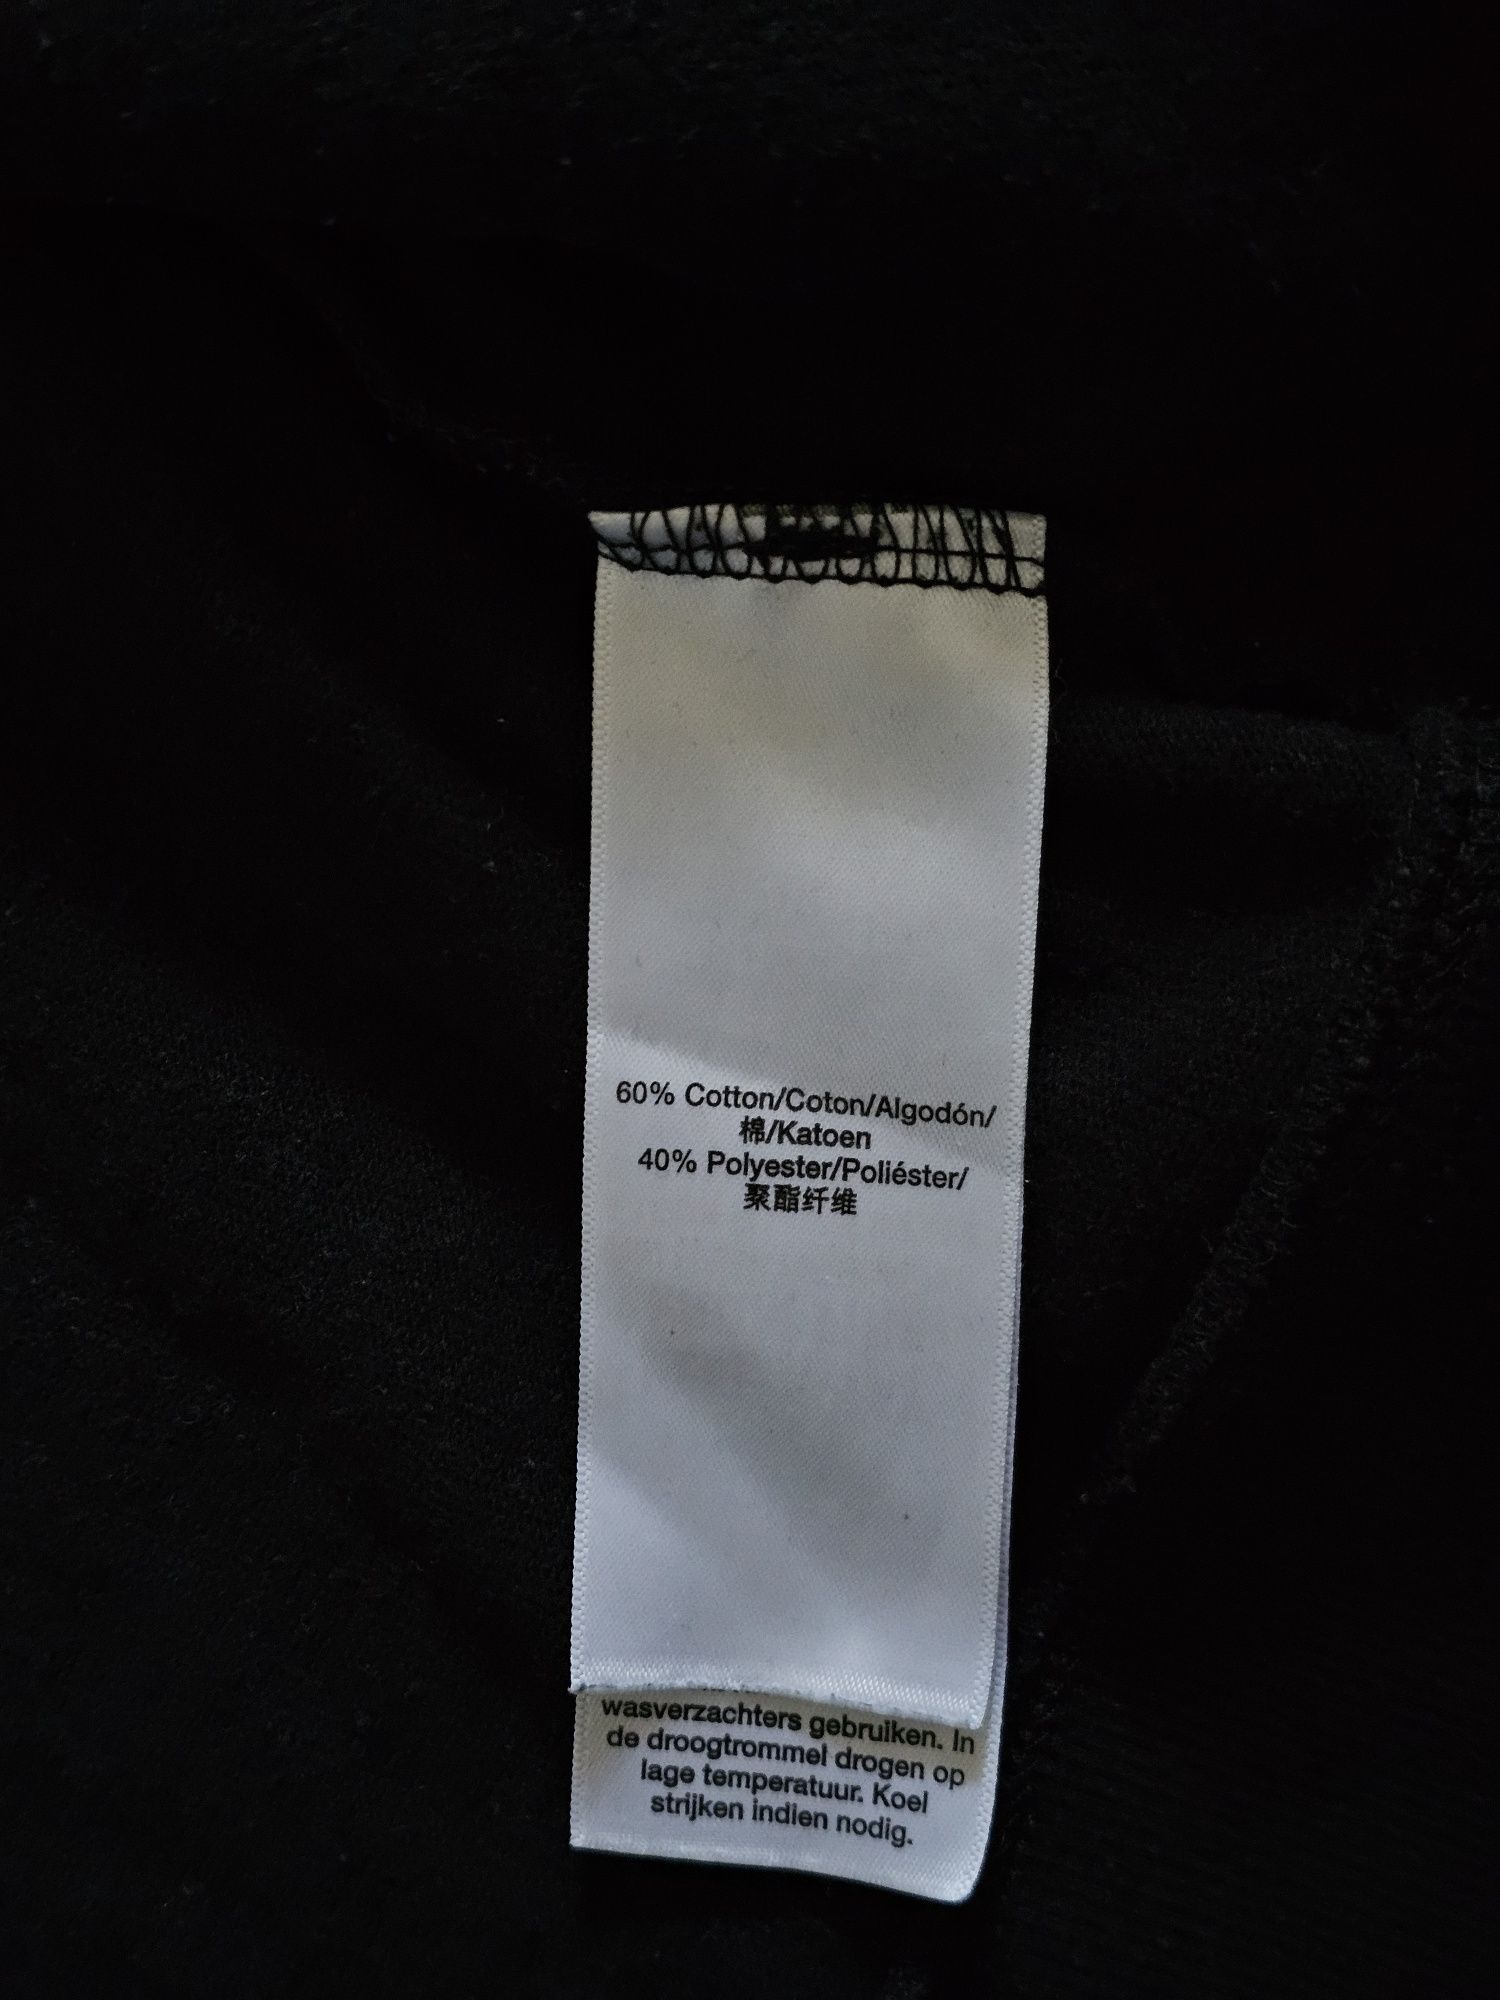 60% Cotton/Coton/Algodón/
棉/Katoen
40% Polyester/Poliéster/
聚酯纤维
wasverzachters gebruiken. In
de droogtrommel drogen op
lage temperatuur. Koel
strijken indien nodig.